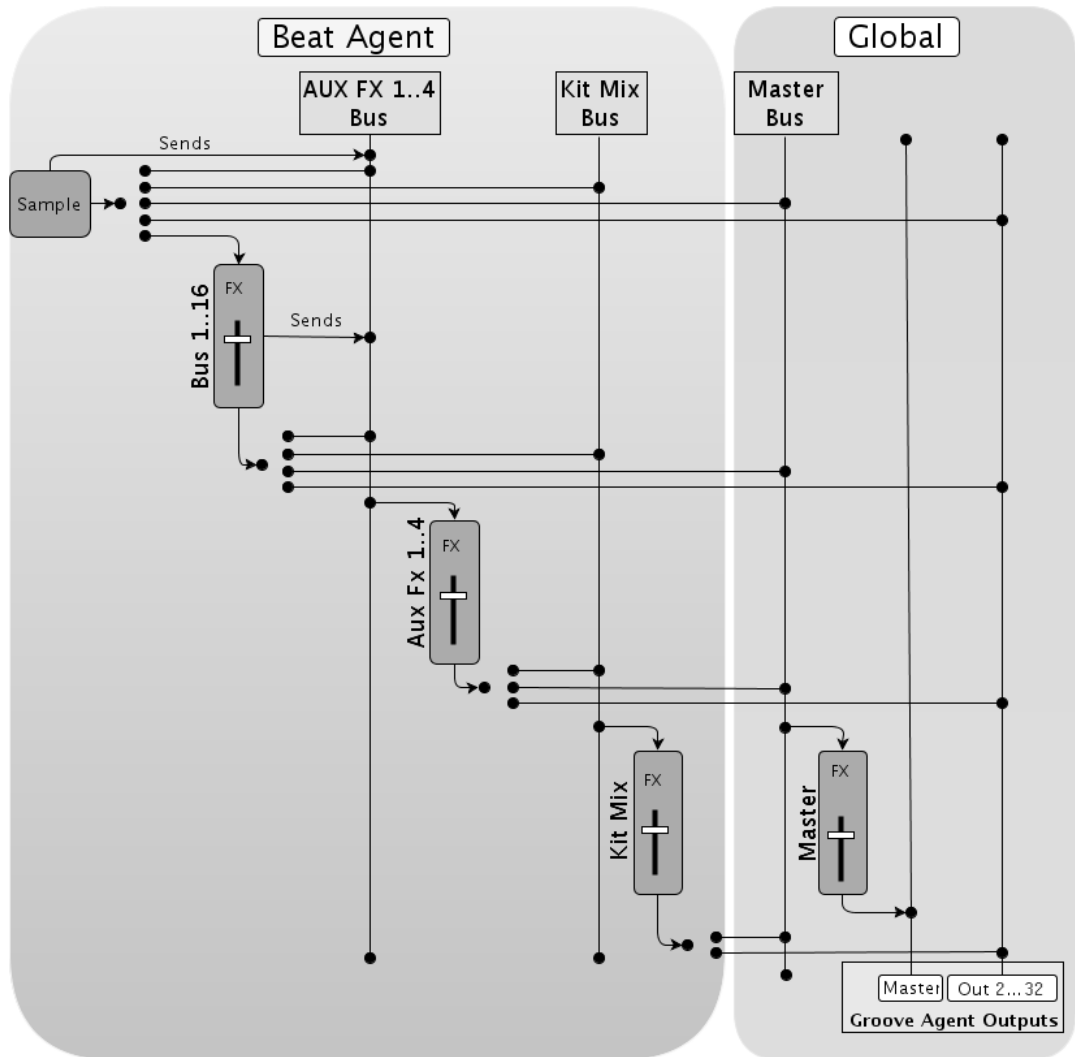 Beat Agent
Global
AUX FX 1..4
Bus
Kit Mix
Bus
Master
Bus
Sends
Sample
FX
Bus 1..16
Sends
FX
Aux Fx 1..4
FX
Kit Mix
FX
Master
Master
Out 2...32
Groove Agent Outputs